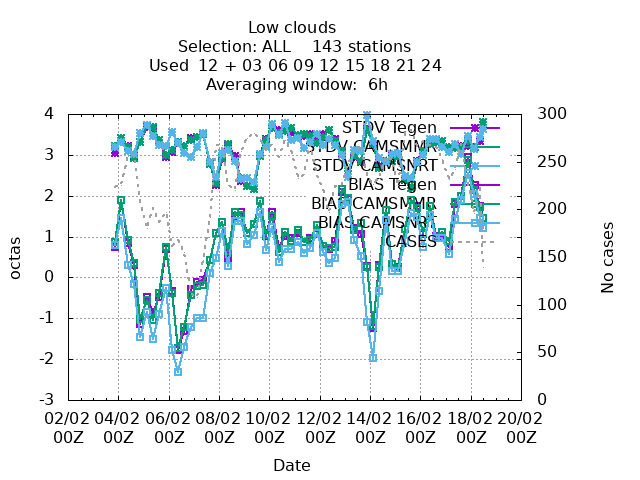 Low clouds
Selection: ALL    143 stations
Used  12 + 03 06 09 12 15 18 21 24
Averaging window:  6h
4
3
2
1
0
-1
-2
-3
octas
300
250
200
150
100
50
0
No cases
STDV Tegen
STDV CAMSMMR
STDV CAMSNRT
BIAS Tegen
BIAS CAMSMMR
BIAS CAMSNRT
CASES
02/02 04/02 06/02 08/02 10/02 12/02 14/02 16/02 18/02 20/02
00Z 00Z 00Z 00Z 00Z 00Z 00Z 00Z 00Z 00Z
Date